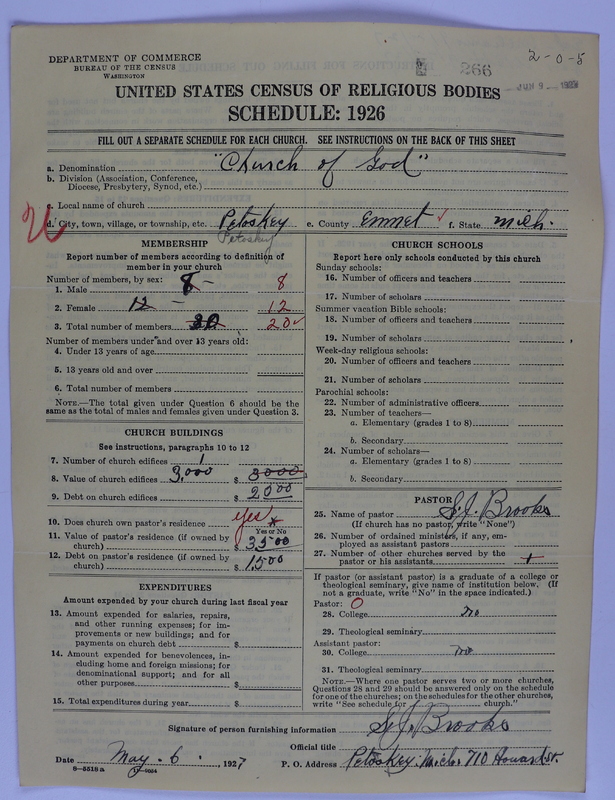 2-0-5
DEPARTMENT OF COMMERCE
BUREAU OF THE CENSUS
WASHINGTON
266
JUN 9
UNITED STATES CENSUS OF RELIGIOUS BODIES
SCHEDULE: 1926
FILL OUT A SEPARATE SCHEDULE FOR EACH CHURCH. SEE INSTRUCTIONS ON THE BACK OF THIS SHEET
a. Denomination "Church of God"
b. Division (Association, Conference,
Diocese, Presbytery, Synod, etc.)
c. Local name of church
d. City, town, village, or township, etc. Petoskey e. County Emmet f. State Mich.
Petoskey
MEMBERSHIP
Report number of members according to definition of
member in your church
Number of members, by sex:
1. Male 8 - 8
2. Female 12 - 12
3. Total number of members 20 20
Number of members under and over 13 years old:
4. Under 13 years of age
5. 13 years old and over
6. Total number of members
NOTE.—The total given under Question 6 should be
same as the total of males and females given under Question 3.
CHURCH BUILDINGS
See instructions, paragraphs 10 to 12
7. Number of church edifices 1
8. Value of church edifices 3,000 $ 3000
9. Debt on church edifices $ 2000
10. Does church own pastor's residence yes
Yes or No
11. Value of pastor's residence (if owned by
church) $ 3500
12. Debt on pastor's residence (if owned by
church) $ 1500
EXPENDITURES
Amount expended by your church during last fiscal year
13. Amount expended for salaries, repairs,
and other running expenses; for im-
provements or new buildings; and for
payments on church debt $
14. Amount expended for benevolences, in-
cluding home and foreign missions; for
denominational support; and for all
other purposes $
15. Total expenditures during year $
CHURCH SCHOOLS
Report here only schools conducted by this church
Sunday schools:
16. Number of officers and teachers
17. Number of scholars
Summer vacation Bible schools:
18. Number of officers and teachers
19. Number of scholars
Week-day religious schools:
20. Number of officers and teachers
21. Number of scholars
Parochial schools:
22. Number of administrative officers
23. Number of teachers—
a. Elementary (grades 1 to 8)
b. Secondary
24. Number of scholars—
a. Elementary (grades 1 to 8)
b. Secondary
PASTOR
25. Name of pastor S.J. Brooks
(If church has no pastor, write "None")
26. Number of ordained ministers, if any, em-
ployed as assistant pastors
27. Number of other churches served by the
pastor or his assistants
If pastor (or assistant pastor) is a graduate of a college or
theological seminary, give name of institution below. (If
not a graduate, write "No" in the space indicated.)
Pastor: 0
28. College no
29. Theological seminary
Assistant pastor:
30. College no
31. Theological seminary
NOTE.—Where one pastor serves two or more churches,
Questions 28 and 29 should be answered only on the schedule
for one of the churches; on the schedules for the other churches,
write "See schedule for church."
Signature of person furnishing information S.J. Brooks
Official title
Date May. 6. 1927 P. O. Address Petoskey. Mich. 710 Howard St.
8-5518 a